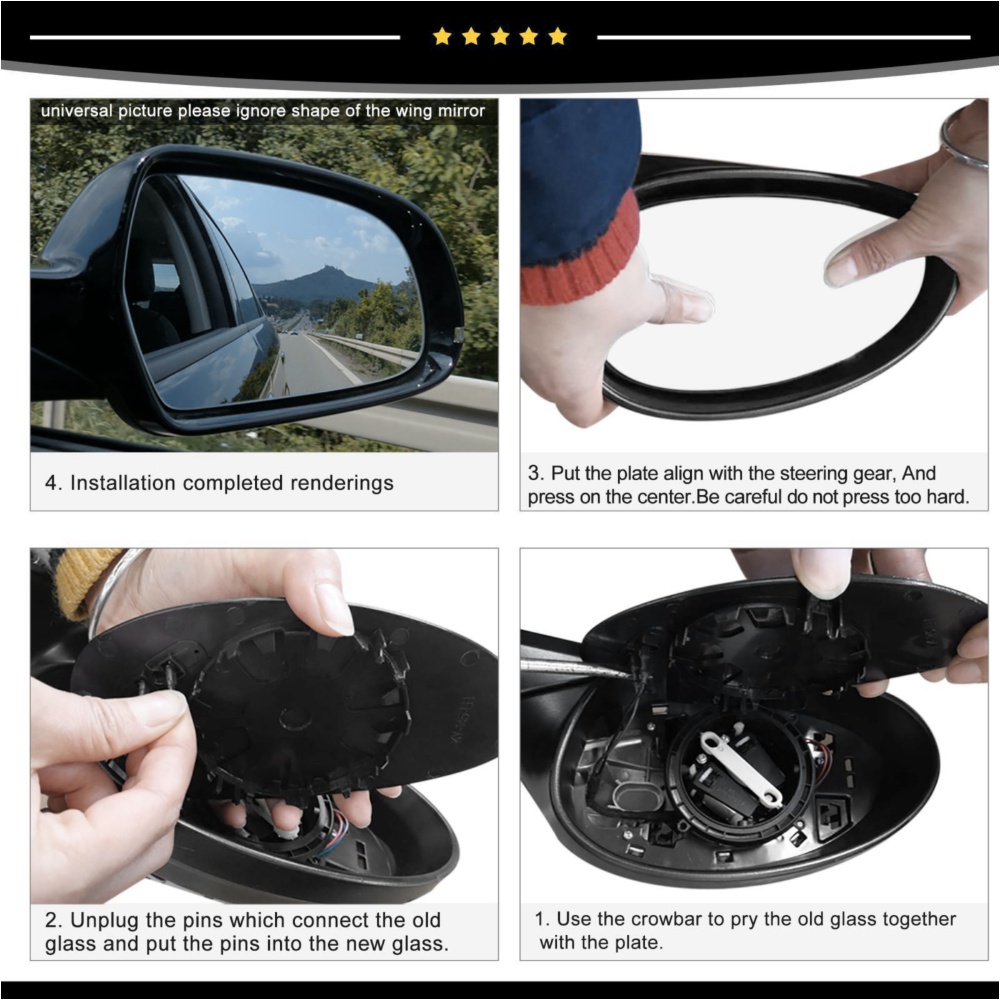 universal picture please ignore shape of the wing mirror
4. Installation completed renderings
3. Put the plate align with the steering gear, And
press on the center.Be careful do not press too hard.
2. Unplug the pins which connect the old
glass and put the pins into the new glass.
1. Use the crowbar to pry the old glass together
with the plate.